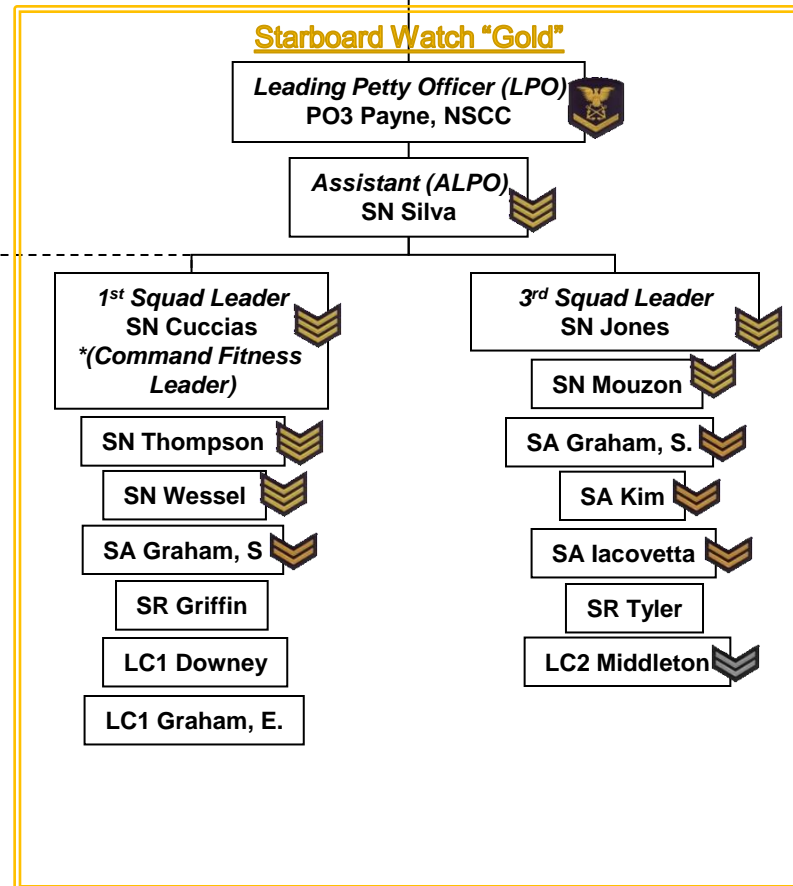 Starboard Watch “Gold”
Leading Petty Officer (LPO)
PO3 Payne, NSCC
Assistant (ALPO)
SN Silva
1st Squad Leader
SN Cuccias
*(Command Fitness
Leader)
SN Thompson
SN Wessel
SA Graham, S
SR Griffin
LC1 Downey
LC1 Graham, E.
3rd Squad Leader
SN Jones
SN Mouzon
SA Graham, S.
SA Kim
SA Iacovetta
SR Tyler
LC2 Middleton